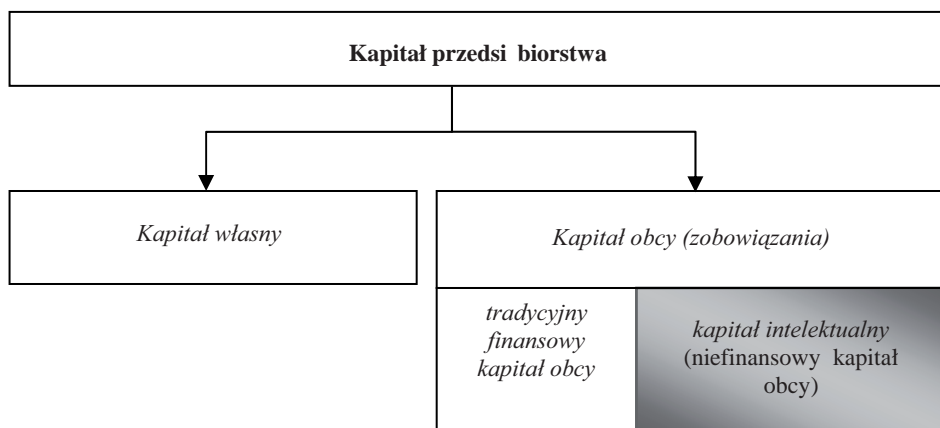 Kapitał przedsi biorstwa
Kapitał własny
Kapitał obcy (zobowiązania)
tradycyjny
finansowy
kapitał obcy
kapitał intelektualny
(niefinansowy kapitał
obcy)